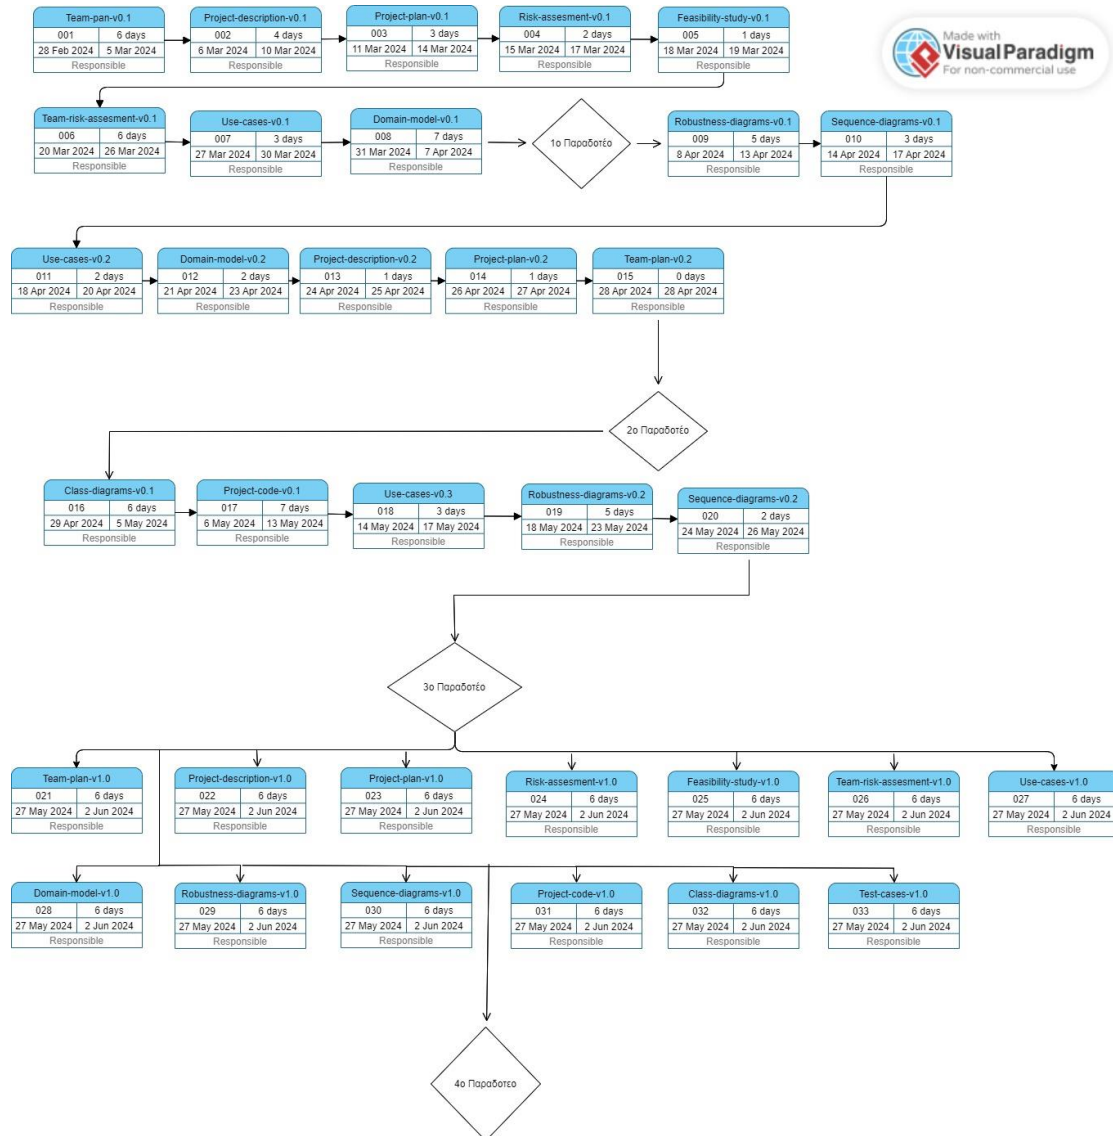 Team-pan-v0.1
001 6 days
28 Feb 2024 5 Mar 2024
Responsible
Project-description-v0.1
002 4 days
6 Mar 2024 10 Mar 2024
Responsible
Project-plan-v0.1
003 3 days
11 Mar 2024 14 Mar 2024
Responsible
Risk-assesment-v0.1
004 2 days
15 Mar 2024 17 Mar 2024
Responsible
Feasibility-study-v0.1
005 1 days
18 Mar 2024 19 Mar 2024
Responsible
Made with
Visual Paradigm
For non-commercial use
Team-risk-assesment-v0.1
006 6 days
20 Mar 2024 26 Mar 2024
Responsible
Use-cases-v0.1
007 3 days
27 Mar 2024 30 Mar 2024
Responsible
Domain-model-v0.1
008 7 days
31 Mar 2024 7 Apr 2024
Responsible
1ο Παραδοτέο
Robustness-diagrams-v0.1
009 5 days
8 Apr 2024 13 Apr 2024
Responsible
Sequence-diagrams-v0.1
010 3 days
14 Apr 2024 17 Apr 2024
Responsible
Use-cases-v0.2
011 2 days
18 Apr 2024 20 Apr 2024
Responsible
Domain-model-v0.2
012 2 days
21 Apr 2024 23 Apr 2024
Responsible
Project-description-v0.2
013 1 days
24 Apr 2024 25 Apr 2024
Responsible
Project-plan-v0.2
014 1 days
26 Apr 2024 27 Apr 2024
Responsible
Team-plan-v0.2
015 0 days
28 Apr 2024 28 Apr 2024
Responsible
2ο Παραδοτέο
Class-diagrams-v0.1
016 6 days
29 Apr 2024 5 May 2024
Responsible
Project-code-v0.1
017 7 days
6 May 2024 13 May 2024
Responsible
Use-cases-v0.3
018 3 days
14 May 2024 17 May 2024
Responsible
Robustness-diagrams-v0.2
019 5 days
18 May 2024 23 May 2024
Responsible
Sequence-diagrams-v0.2
020 2 days
24 May 2024 26 May 2024
Responsible
3ο Παραδοτέο
Team-plan-v1.0
021 6 days
27 May 2024 2 Jun 2024
Responsible
Project-description-v1.0
022 6 days
27 May 2024 2 Jun 2024
Responsible
Project-plan-v1.0
023 6 days
27 May 2024 2 Jun 2024
Responsible
Risk-assesment-v1.0
024 6 days
27 May 2024 2 Jun 2024
Responsible
Feasibility-study-v1.0
025 6 days
27 May 2024 2 Jun 2024
Responsible
Team-risk-assesment-v1.0
026 6 days
27 May 2024 2 Jun 2024
Responsible
Use-cases-v1.0
027 6 days
27 May 2024 2 Jun 2024
Responsible
Domain-model-v1.0
028 6 days
27 May 2024 2 Jun 2024
Responsible
Robustness-diagrams-v1.0
029 6 days
27 May 2024 2 Jun 2024
Responsible
Sequence-diagrams-v1.0
030 6 days
27 May 2024 2 Jun 2024
Responsible
Project-code-v1.0
031 6 days
27 May 2024 2 Jun 2024
Responsible
Class-diagrams-v1.0
032 6 days
27 May 2024 2 Jun 2024
Responsible
Test-cases-v1.0
033 6 days
27 May 2024 2 Jun 2024
Responsible
4ο Παραδοτεο